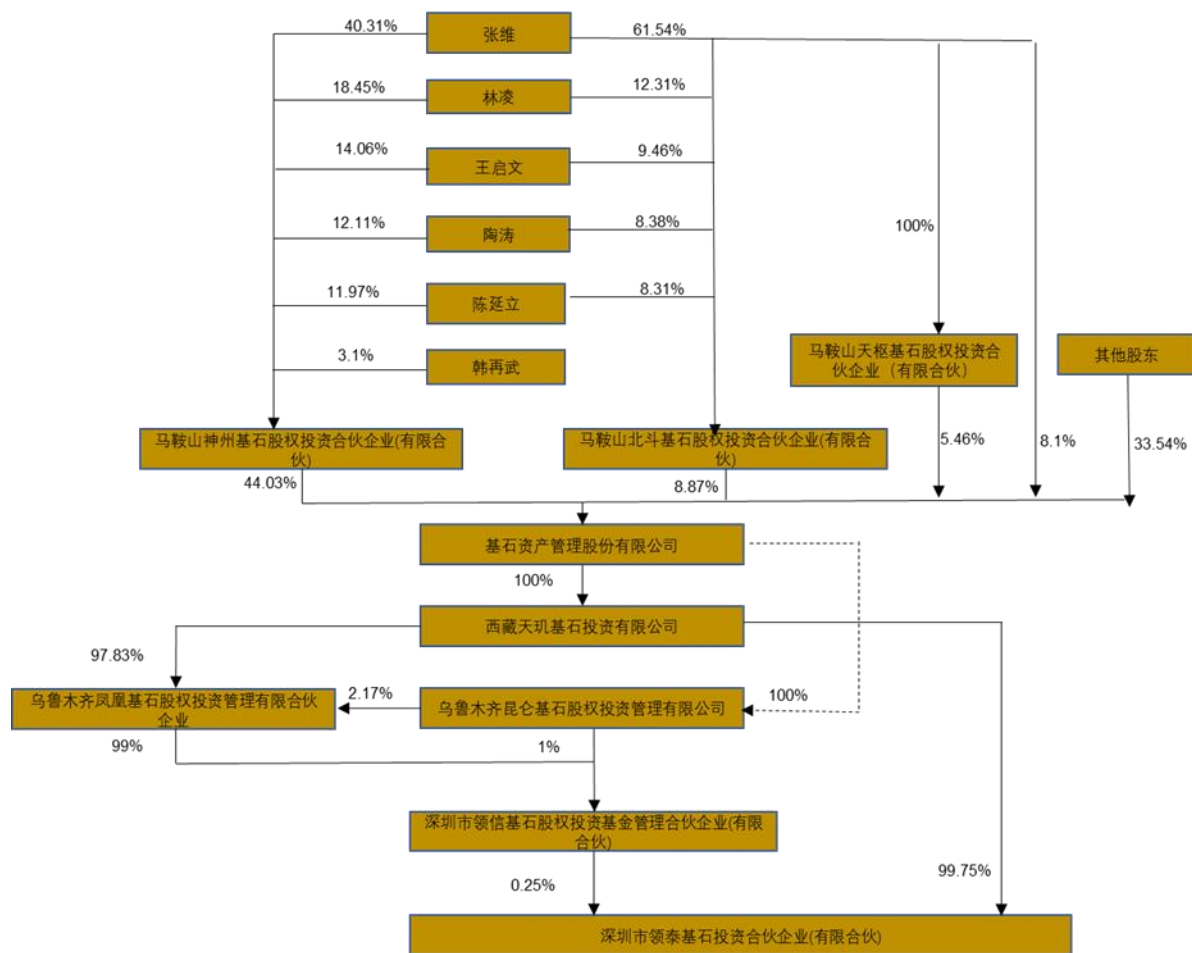 40.31%
张维
61.54%
18.45%
林凌
12.31%
14.06%
王启文
9.46%
12.11%
陶涛
8.38%
100%
11.97%
陈延立
8.31%
3.1%
韩再武
马鞍山天枢基石股权投资合
伙企业（有限合伙）
其他股东
马鞍山神州基石股权投资合伙企业(有限合
伙)
马鞍山北斗基石股权投资合伙企业(有限合
伙)
5.46%
8.1%
33.54%
44.03%
8.87%
基石资产管理股份有限公司
100%
西藏天玑基石投资有限公司
97.83%
乌鲁木齐凤凰基石股权投资管理有限合伙
企业
2.17%
乌鲁木齐昆仑基石股权投资管理有限公司
100%
99%
1%
深圳市领信基石股权投资基金管理合伙企业(有限
合伙)
0.25%
99.75%
深圳市领泰基石投资合伙企业(有限合伙)